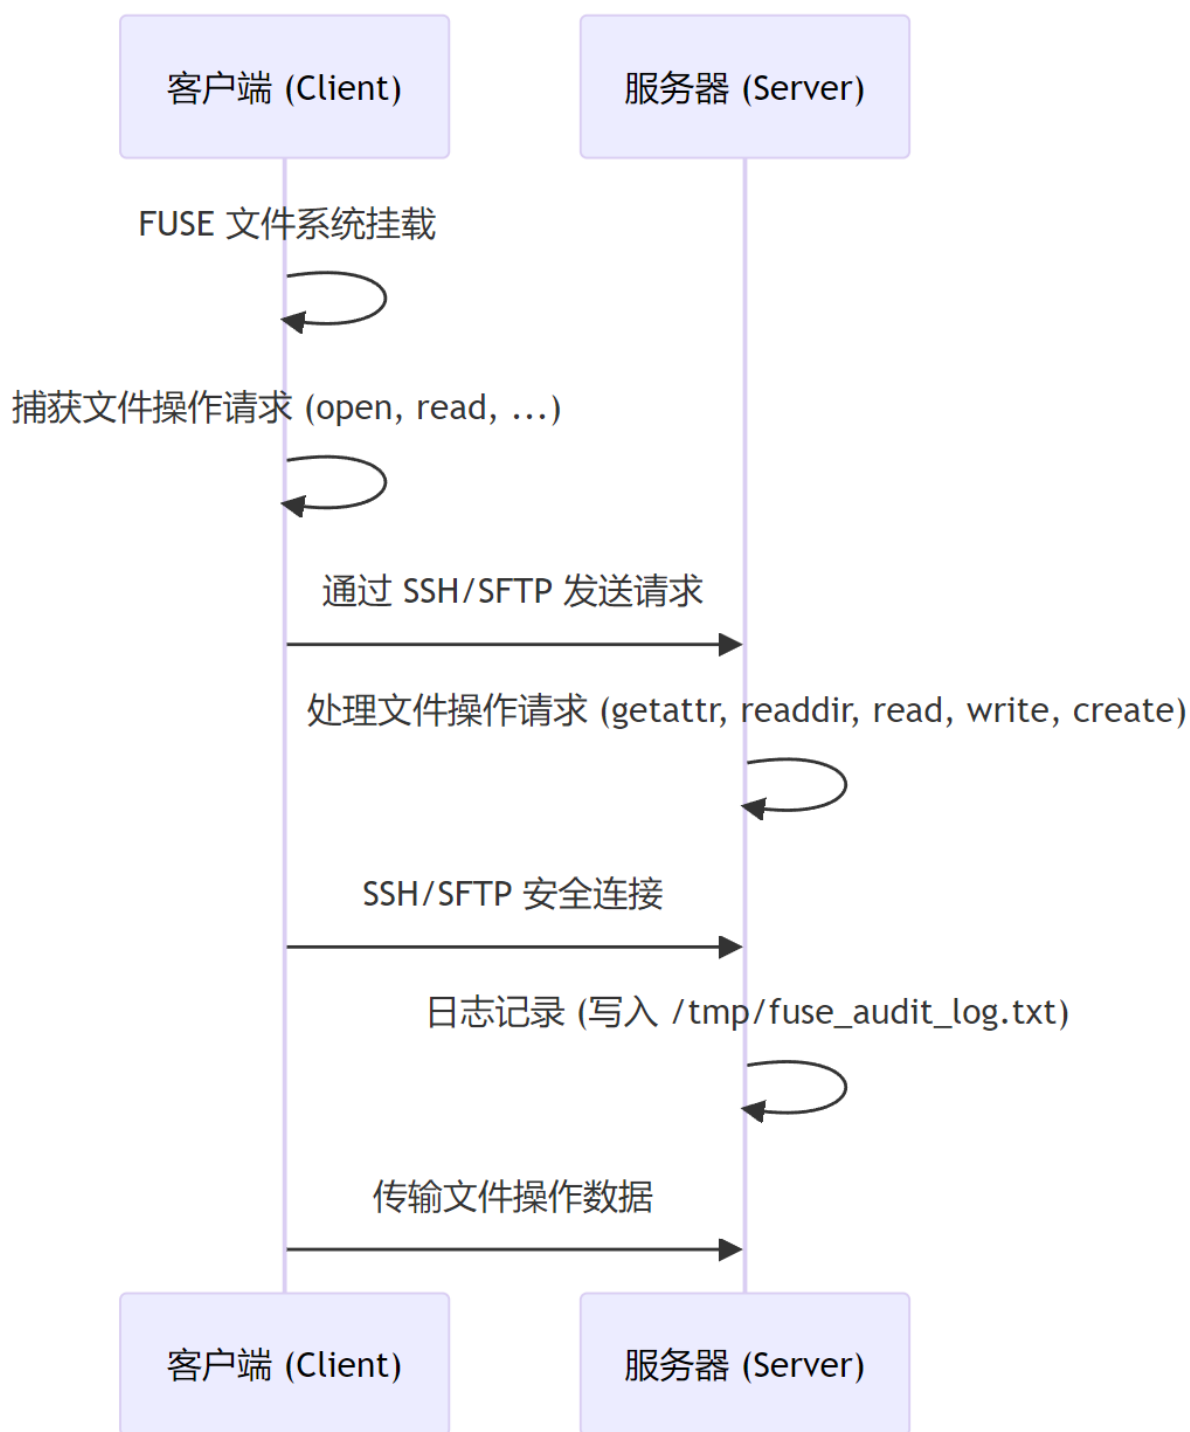 客户端 (Client)
服务器 (Server)
FUSE 文件系统挂载
捕获文件操作请求 (open, read, ...)
通过 SSH/SFTP 发送请求
处理文件操作请求 (getattr, readdir, read, write, create)
SSH/SFTP 安全连接
日志记录 (写入 /tmp/fuse_audit_log.txt)
传输文件操作数据
客户端 (Client)
服务器 (Server)